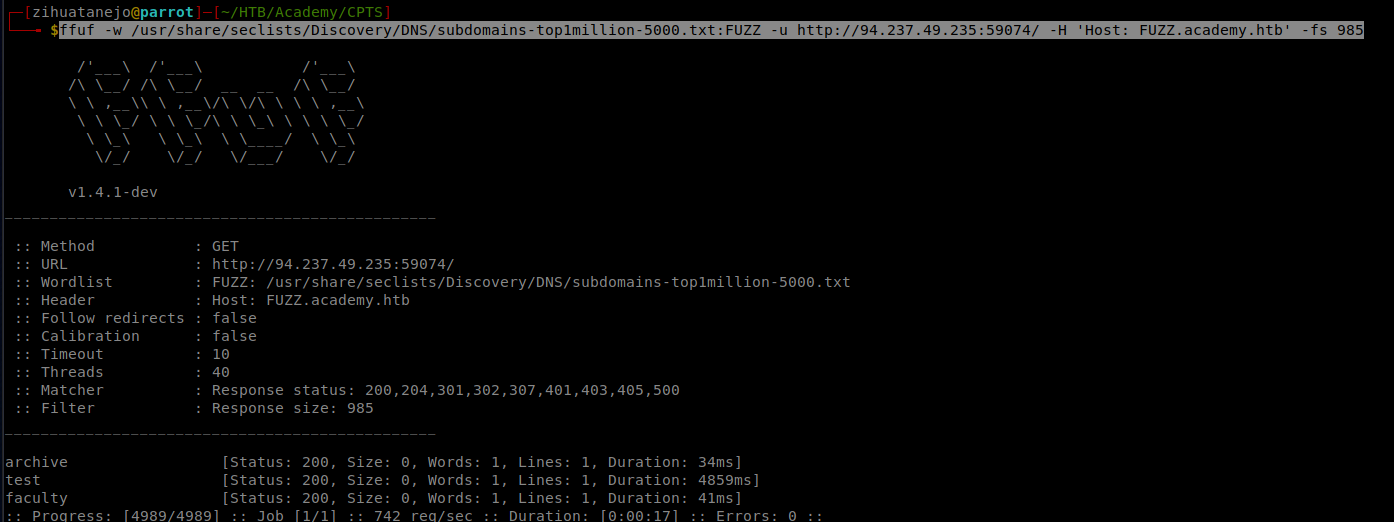 ┌─[zihuatanejo@parrot]─[~/HTB/Academy/CPTS]
└──╼ $ffuf -w /usr/share/seclists/Discovery/DNS/subdomains-top1million-5000.txt:FUZZ -u http://94.237.49.235:59074/ -H 'Host: FUZZ.academy.htb' -fs 985

        /'___\  /'___\           /'___\
       /\ \__/ /\ \__/  __  __  /\ \__/
       \ \ ,__\\ \ ,__\/\ \/\ \ \ \ ,__\
        \ \ \_/ \ \ \_/\ \ \_\ \ \ \ \_/
         \ \_\   \ \_\  \ \____/  \ \_\
          \/_/    \/_/   \/___/    \/_/

       v1.4.1-dev
________________________________________________

 :: Method           : GET
 :: URL              : http://94.237.49.235:59074/
 :: Wordlist         : FUZZ: /usr/share/seclists/Discovery/DNS/subdomains-top1million-5000.txt
 :: Header           : Host: FUZZ.academy.htb
 :: Follow redirects : false
 :: Calibration      : false
 :: Timeout          : 10
 :: Threads          : 40
 :: Matcher          : Response status: 200,204,301,302,307,401,403,405,500
 :: Filter           : Response size: 985
________________________________________________

archive                 [Status: 200, Size: 0, Words: 1, Lines: 1, Duration: 34ms]
test                    [Status: 200, Size: 0, Words: 1, Lines: 1, Duration: 4859ms]
faculty                 [Status: 200, Size: 0, Words: 1, Lines: 1, Duration: 41ms]
:: Progress: [4989/4989] :: Job [1/1] :: 742 req/sec :: Duration: [0:00:17] :: Errors: 0 ::